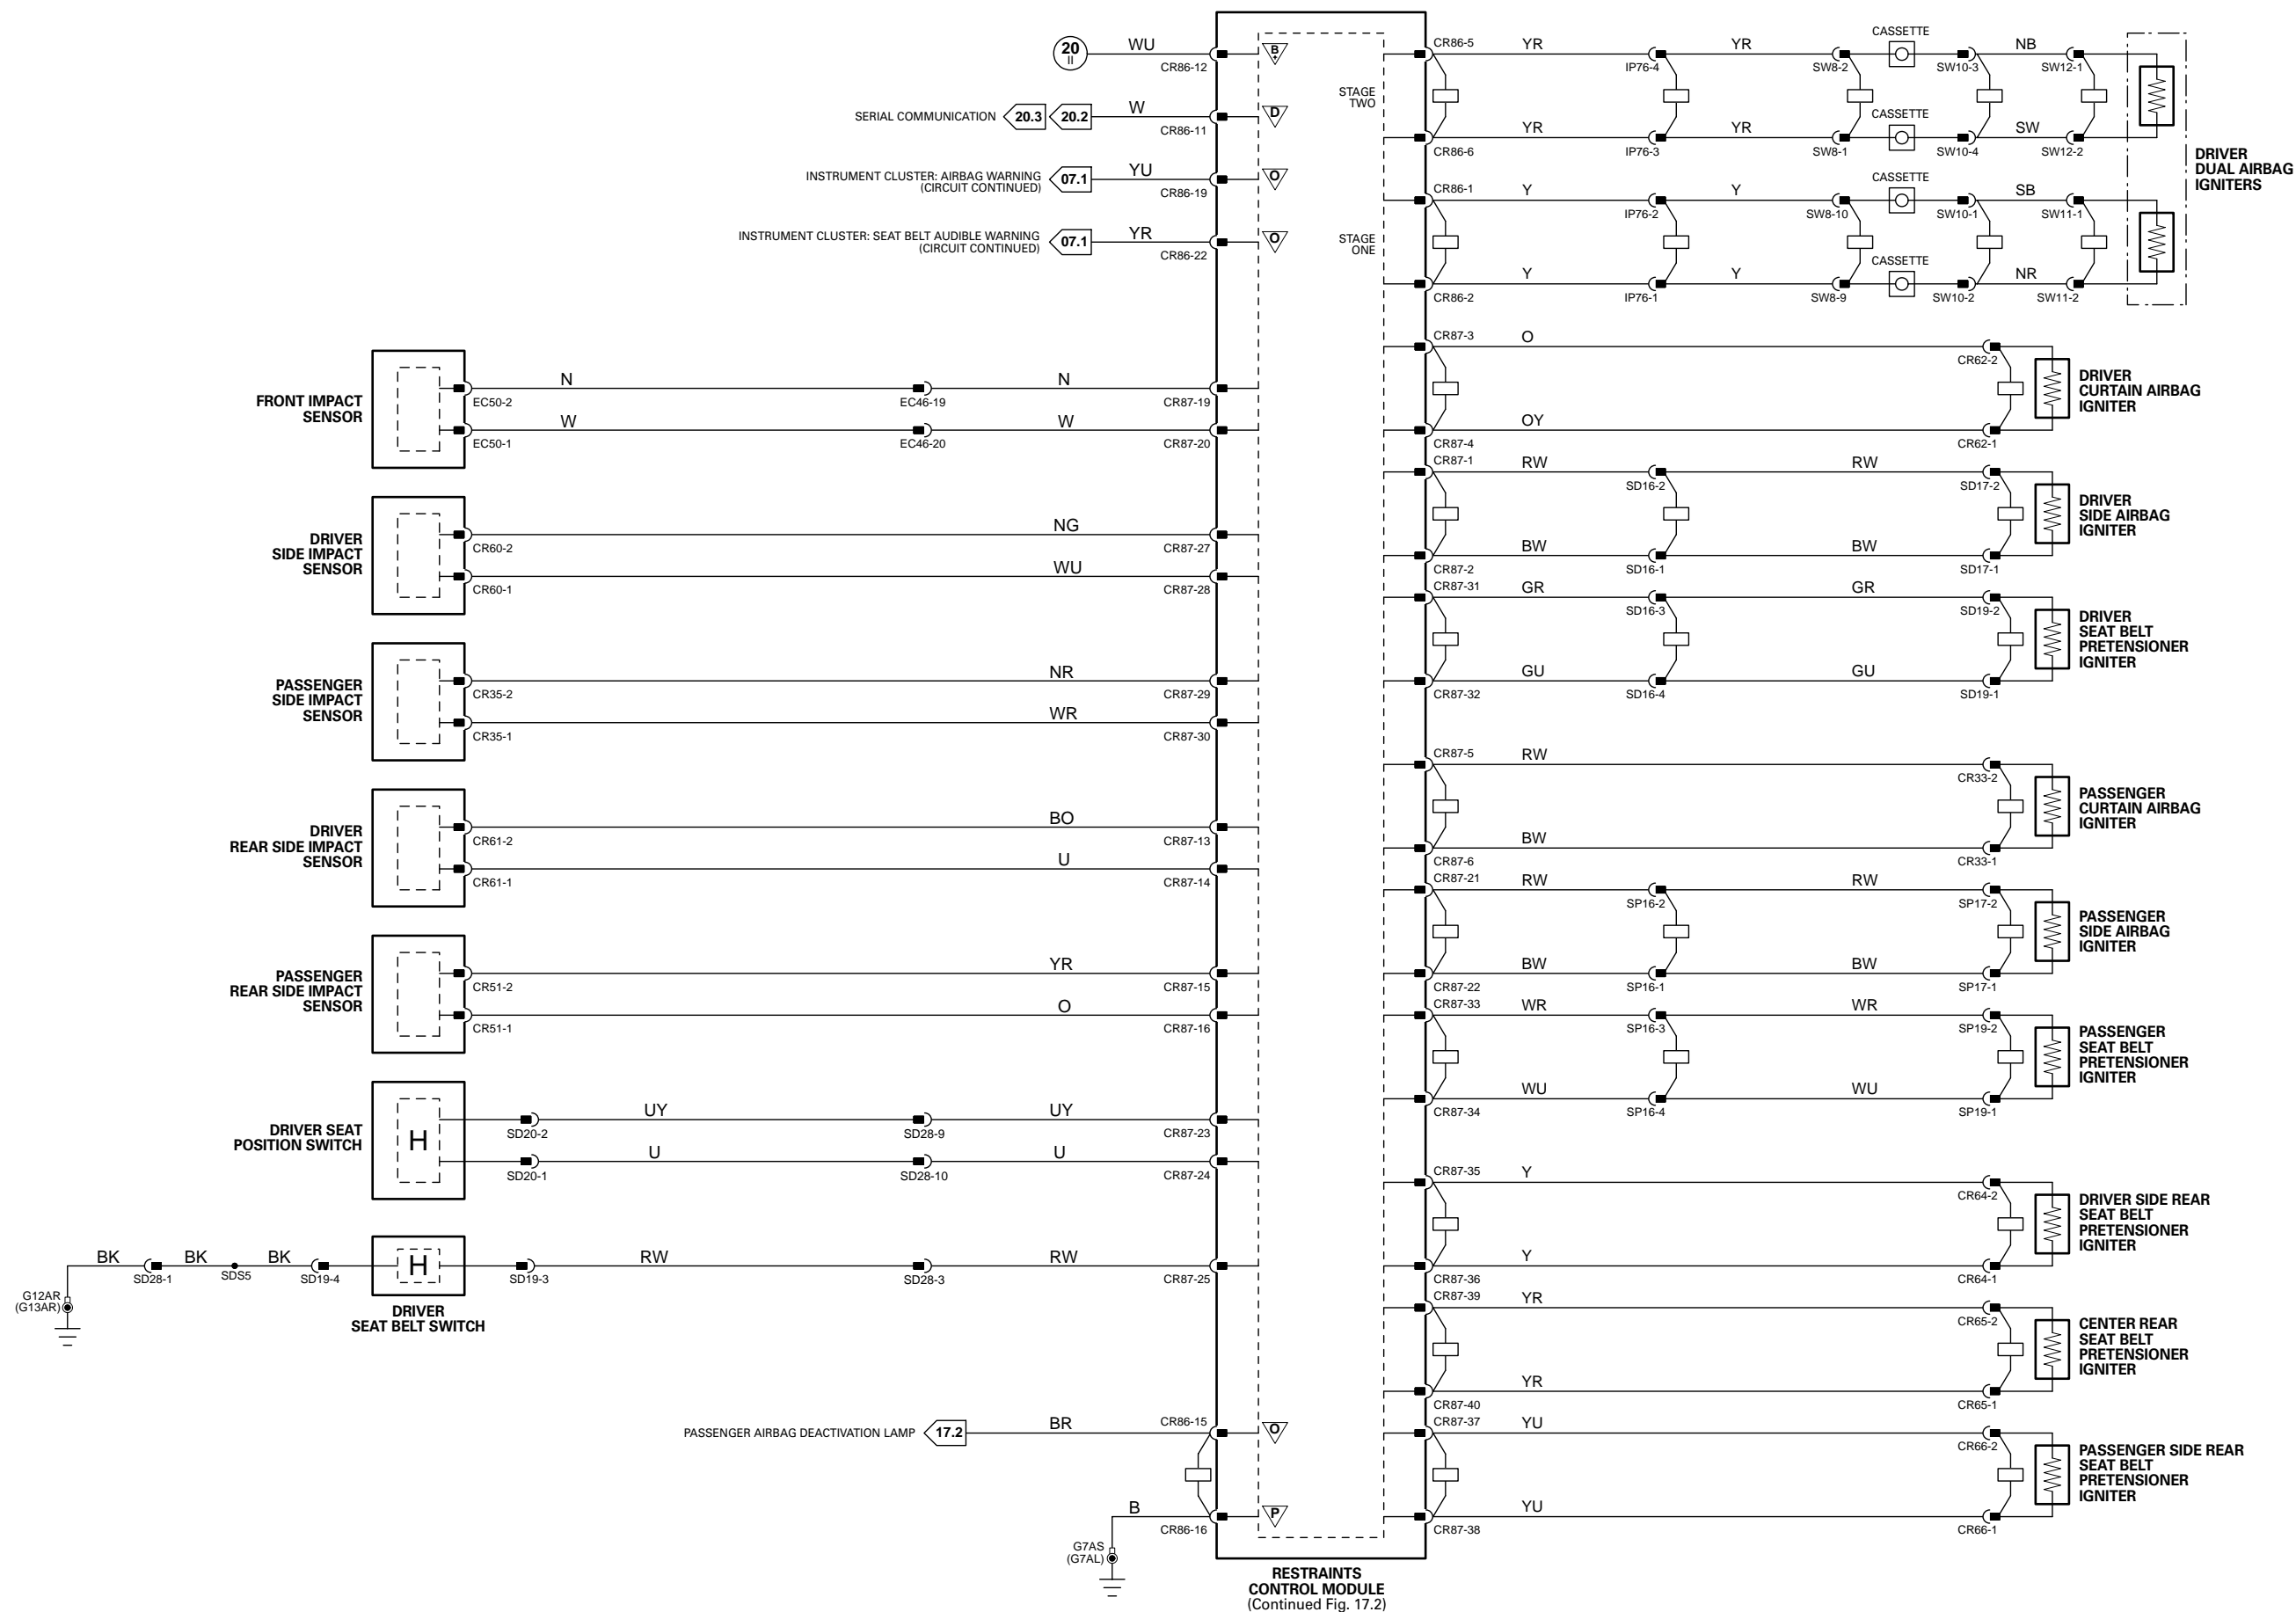 20
II
WU
CR86-12
B
+
SERIAL COMMUNICATION 20.3 20.2
W
CR86-11
D
INSTRUMENT CLUSTER: AIRBAG WARNING
(CIRCUIT CONTINUED)
07.1
YU
CR86-19
O
INSTRUMENT CLUSTER: SEAT BELT AUDIBLE WARNING
(CIRCUIT CONTINUED)
07.1
YR
CR86-22
O
FRONT IMPACT
SENSOR
EC50-2 N EC46-19 N CR87-19
EC50-1 W EC46-20 W CR87-20
DRIVER
SIDE IMPACT
SENSOR
CR60-2 NG CR87-27
CR60-1 WU CR87-28
PASSENGER
SIDE IMPACT
SENSOR
CR35-2 NR CR87-29
CR35-1 WR CR87-30
DRIVER
REAR SIDE IMPACT
SENSOR
CR61-2 BO CR87-13
CR61-1 U CR87-14
PASSENGER
REAR SIDE IMPACT
SENSOR
CR51-2 YR CR87-15
CR51-1 O CR87-16
DRIVER SEAT
POSITION SWITCH
H
SD20-2 UY SD28-9 UY CR87-23
SD20-1 U SD28-10 U CR87-24
G12AR
(G13AR)
BK SD28-1 BK SDS5 BK SD19-4
H
DRIVER
SEAT BELT SWITCH
SD19-3 RW SD28-3 RW CR87-25
PASSENGER AIRBAG DEACTIVATION LAMP 17.2
BR
CR86-15
O
G7AS
(G7AL)
B
CR86-16
P
RESTRAINTS
CONTROL MODULE
(Continued Fig. 17.2)
STAGE
TWO
CR86-5 YR IP76-4 YR SW8-2 CASSETTE SW10-3 NB SW12-1
CR86-6 YR IP76-3 YR SW8-1 CASSETTE SW10-4 SW SW12-2
STAGE
ONE
CR86-1 Y IP76-2 Y SW8-10 CASSETTE SW10-1 SB SW11-1
CR86-2 Y IP76-1 Y SW8-9 CASSETTE SW10-2 NR SW11-2
DRIVER
DUAL AIRBAG
IGNITERS
CR87-3 O CR62-2
CR87-4 OY CR62-1
DRIVER
CURTAIN AIRBAG
IGNITER
CR87-1 RW SD16-2 RW SD17-2
CR87-2 BW SD16-1 BW SD17-1
DRIVER
SIDE AIRBAG
IGNITER
CR87-31 GR SD16-3 GR SD19-2
CR87-32 GU SD16-4 GU SD19-1
DRIVER
SEAT BELT
PRETENSIONER
IGNITER
CR87-5 RW CR33-2
CR87-6 BW CR33-1
PASSENGER
CURTAIN AIRBAG
IGNITER
CR87-21 RW SP16-2 RW SP17-2
CR87-22 BW SP16-1 BW SP17-1
PASSENGER
SIDE AIRBAG
IGNITER
CR87-33 WR SP16-3 WR SP19-2
CR87-34 WU SP16-4 WU SP19-1
PASSENGER
SEAT BELT
PRETENSIONER
IGNITER
CR87-35 Y CR64-2
CR87-36 Y CR64-1
DRIVER SIDE REAR
SEAT BELT
PRETENSIONER
IGNITER
CR87-39 YR CR65-2
CR87-40 YR CR65-1
CENTER REAR
SEAT BELT
PRETENSIONER
IGNITER
CR87-37 YU CR66-2
CR87-38 YU CR66-1
PASSENGER SIDE REAR
SEAT BELT
PRETENSIONER
IGNITER